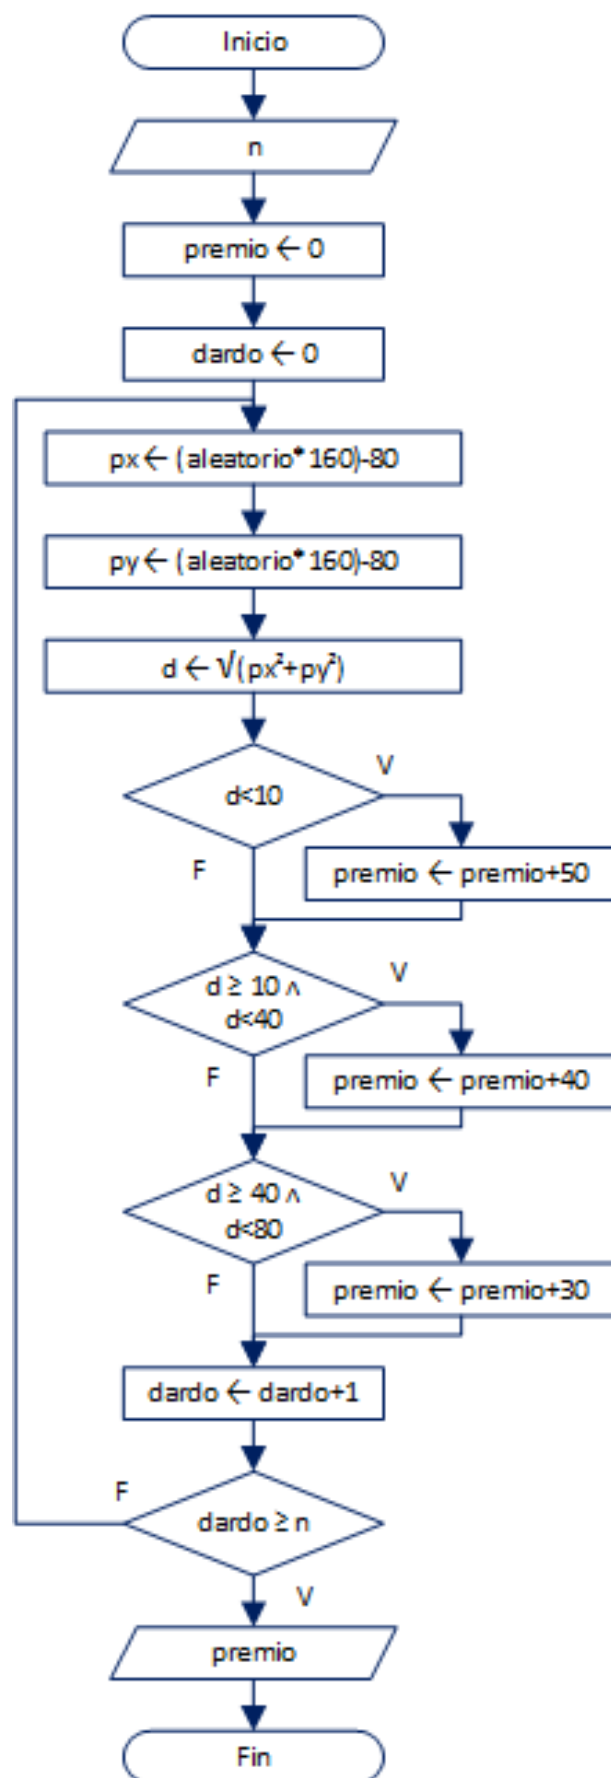 Inicio
n
premio ← 0
dardo ← 0
px ← (aleatorio*160)-80
py ← (aleatorio*160)-80
d ← √(px²+py²)
V
d<10
F
premio ← premio+50
V
d ≥ 10 ∧
d<40
F
premio ← premio+40
V
d ≥ 40 ∧
d<80
F
premio ← premio+30
dardo ← dardo+1
F
dardo ≥ n
V
premio
Fin